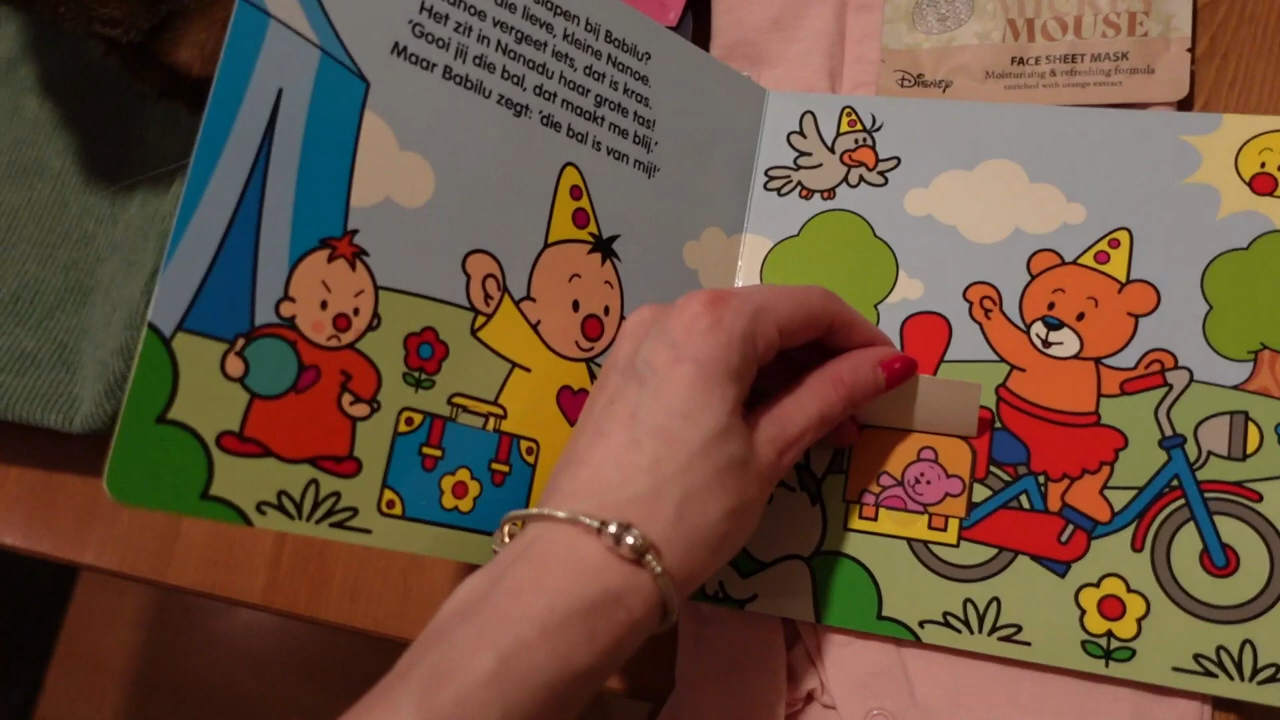 slapen bij Babilu?
die lieve, kleine Nanoe.
Nanoe vergeet iets, dat is kras.
Het zit in Nanadu haar grote tas!
'Gooi jij die bal, dat maakt me blij.'
Maar Babilu zegt: 'die bal is van mij!'
MICKEY
MOUSE
FACE SHEET MASK
Disney
Moisturising & refreshing formula
enriched with orange extract